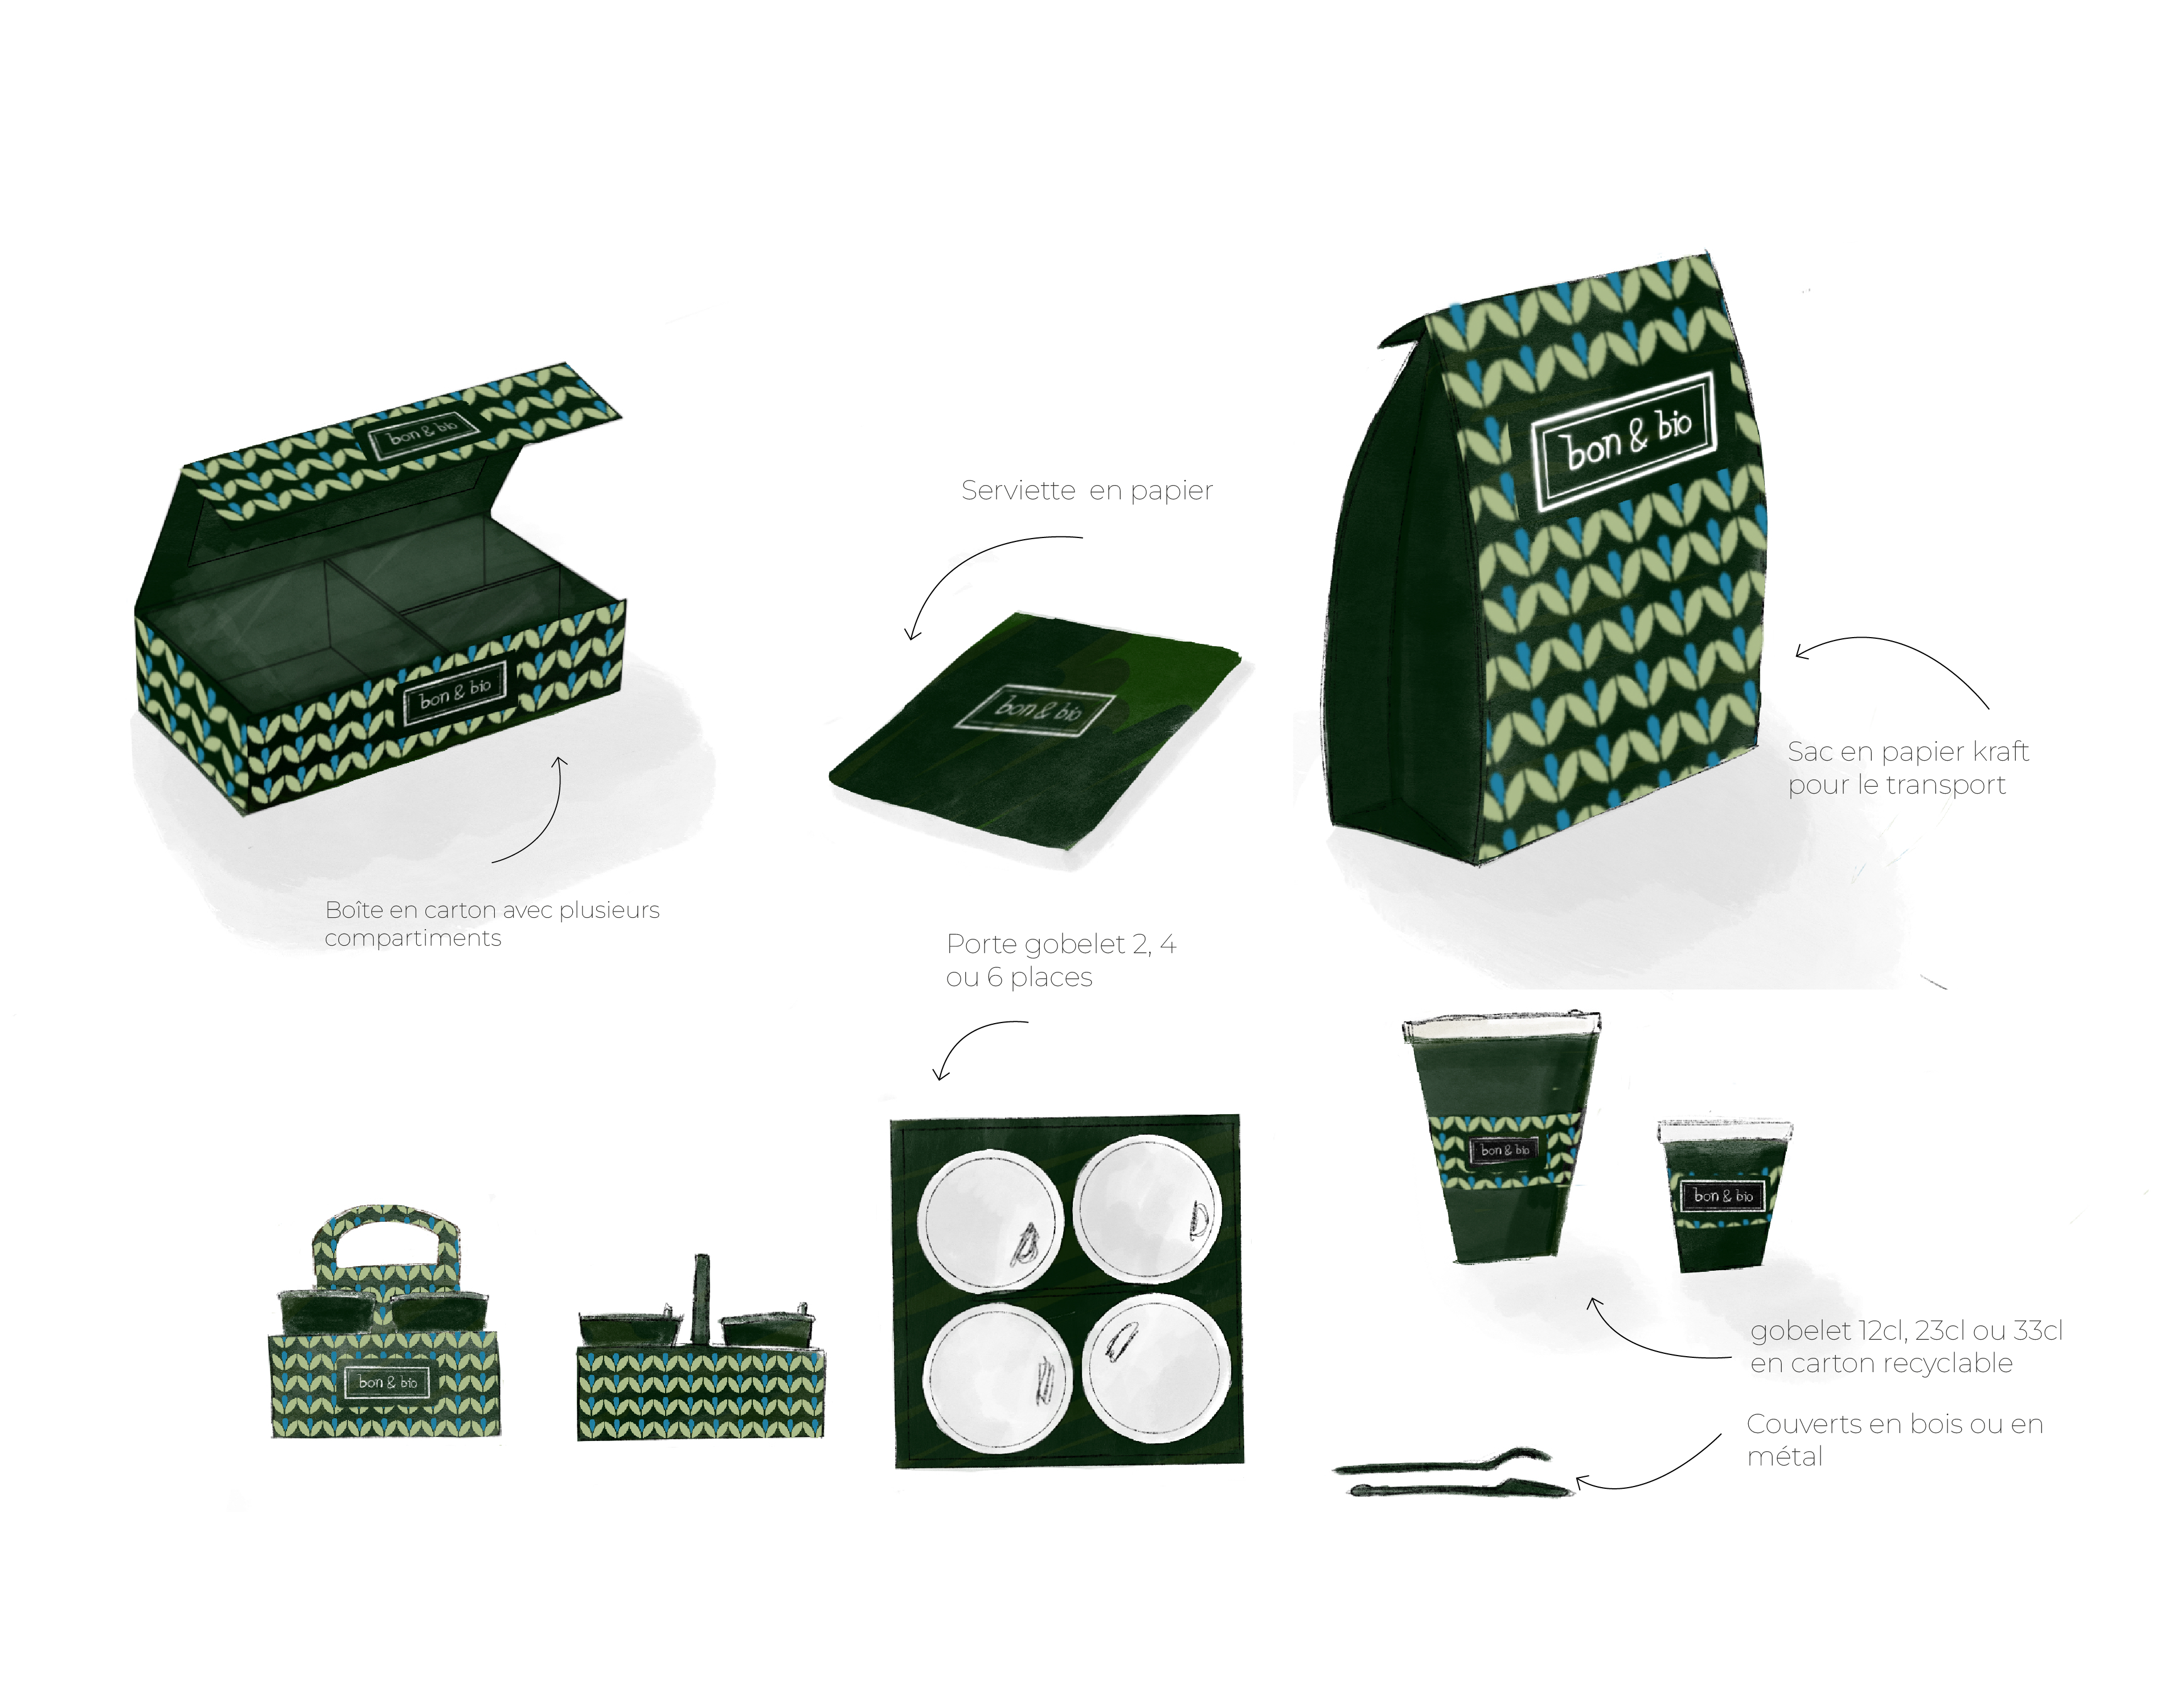 bon & bio
bon & bio
Boîte en carton avec plusieurs
compartiments
Serviette en papier
bon & bio
bon & bio
Sac en papier kraft
pour le transport
Porte gobelet 2, 4
ou 6 places
bon & bio
bon & bio
bon & bio
gobelet 12cl, 23cl ou 33cl
en carton recyclable
Couverts en bois ou en
métal